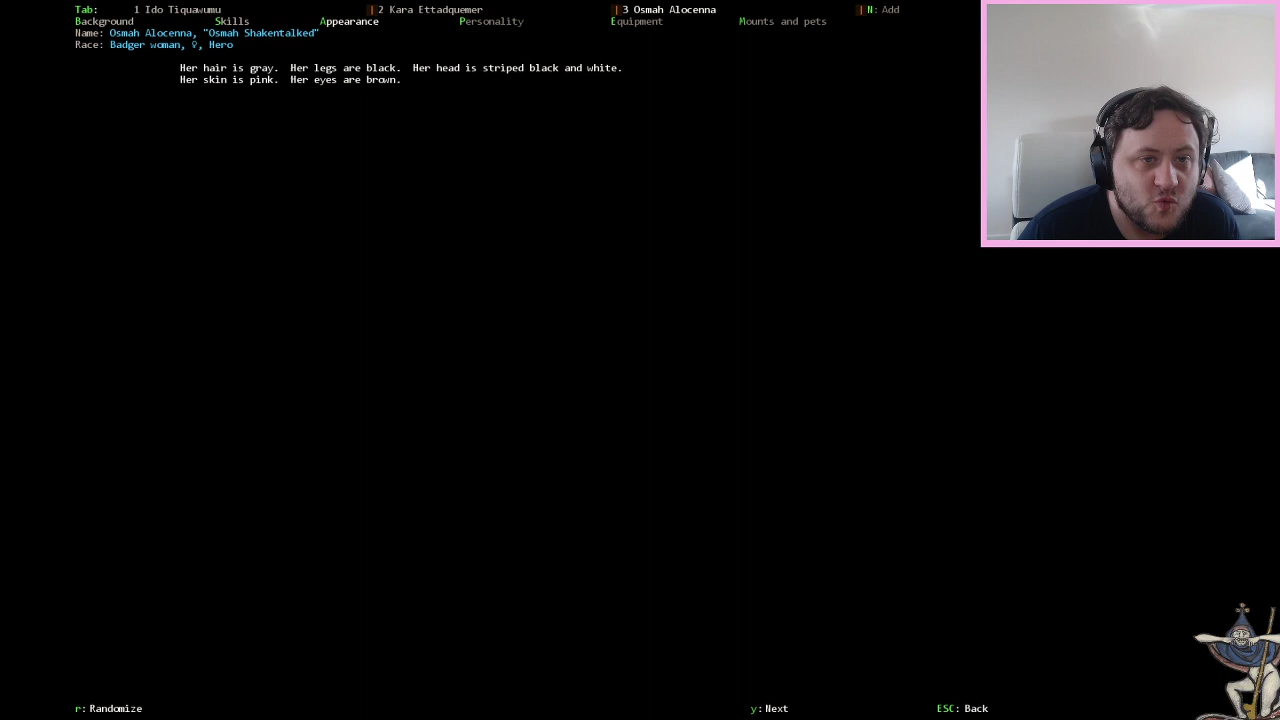 Tab: 1 Ido Tiquawumu | 2 Kara Ettadquemer | 3 Osmah Alocenna | N: Add
Background Skills Appearance Personality Equipment Mounts and pets
Name: Osmah Alocenna, "Osmah Shakentalked"
Race: Badger woman, ♀, Hero
Her hair is gray. Her legs are black. Her head is striped black and white.
Her skin is pink. Her eyes are brown.
r: Randomize y: Next ESC: Back